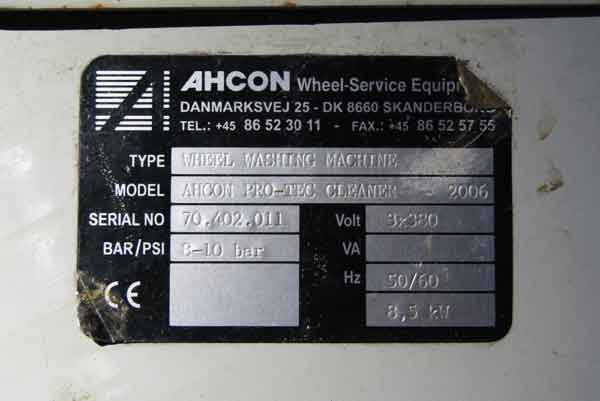 AHCON Wheel-Service Equip
DANMARKSVEJ 25 - DK 8660 SKANDERBORG
TEL.: +45 86 52 30 11 - FAX.: +45 86 52 57 55
TYPE WHEEL WASHING MACHINE
MODEL AHCON PRO-TEC CLEANER - 2006
SERIAL NO 70.402.011 Volt 3x380
BAR/PSI 8-10 bar VA
Hz 50/60
CE 8,5 kW